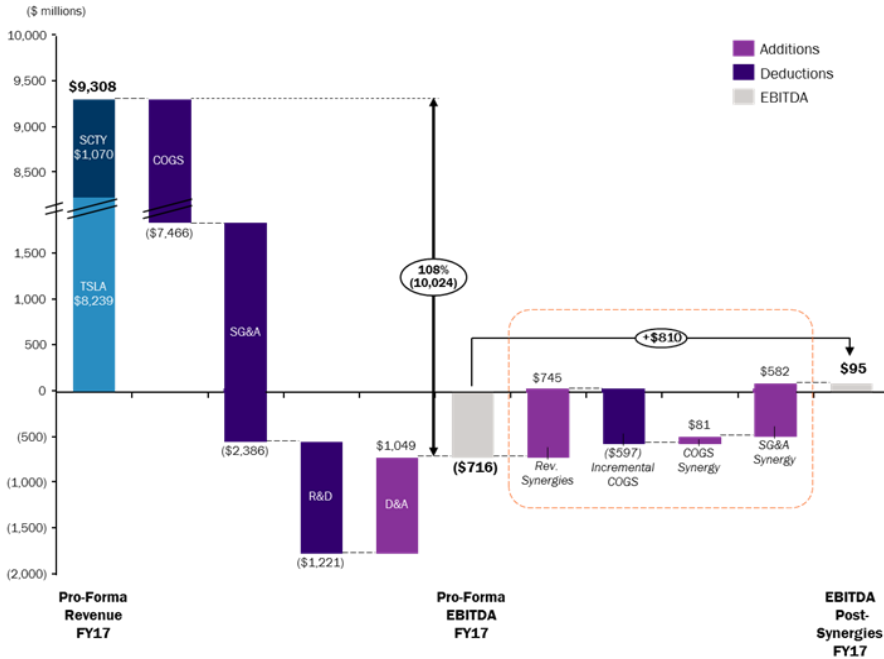 ($ millions)
10,000
9,500
9,000
8,500
1,500
1,000
500
0
(500)
(1,000)
(1,500)
(2,000)
Additions
Deductions
EBITDA
$9,308
SCTY
$1,070
TSLA
$8,239
COGS
($7,466)
SG&A
($2,386)
R&D
($1,221)
$1,049
D&A
108%
(10,024)
($716)
+$810
$745
Rev.
Synergies
($597)
Incremental
COGS
$81
COGS
Synergy
$582
SG&A
Synergy
$95
Pro-Forma
Revenue
FY17
Pro-Forma
EBITDA
FY17
EBITDA
Post-
Synergies
FY17